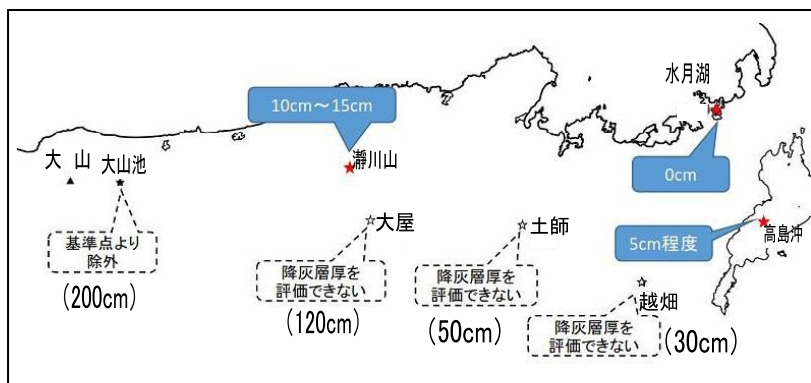 水月湖
10cm～15cm
大 山
大山池
瀞川山
0cm
基準点より
除外
(200cm)
大屋
降灰層厚を
評価できない
(120cm)
土師
降灰層厚を
評価できない
(50cm)
5cm程度
高島沖
越畑
降灰層厚を
評価できない
(30cm)